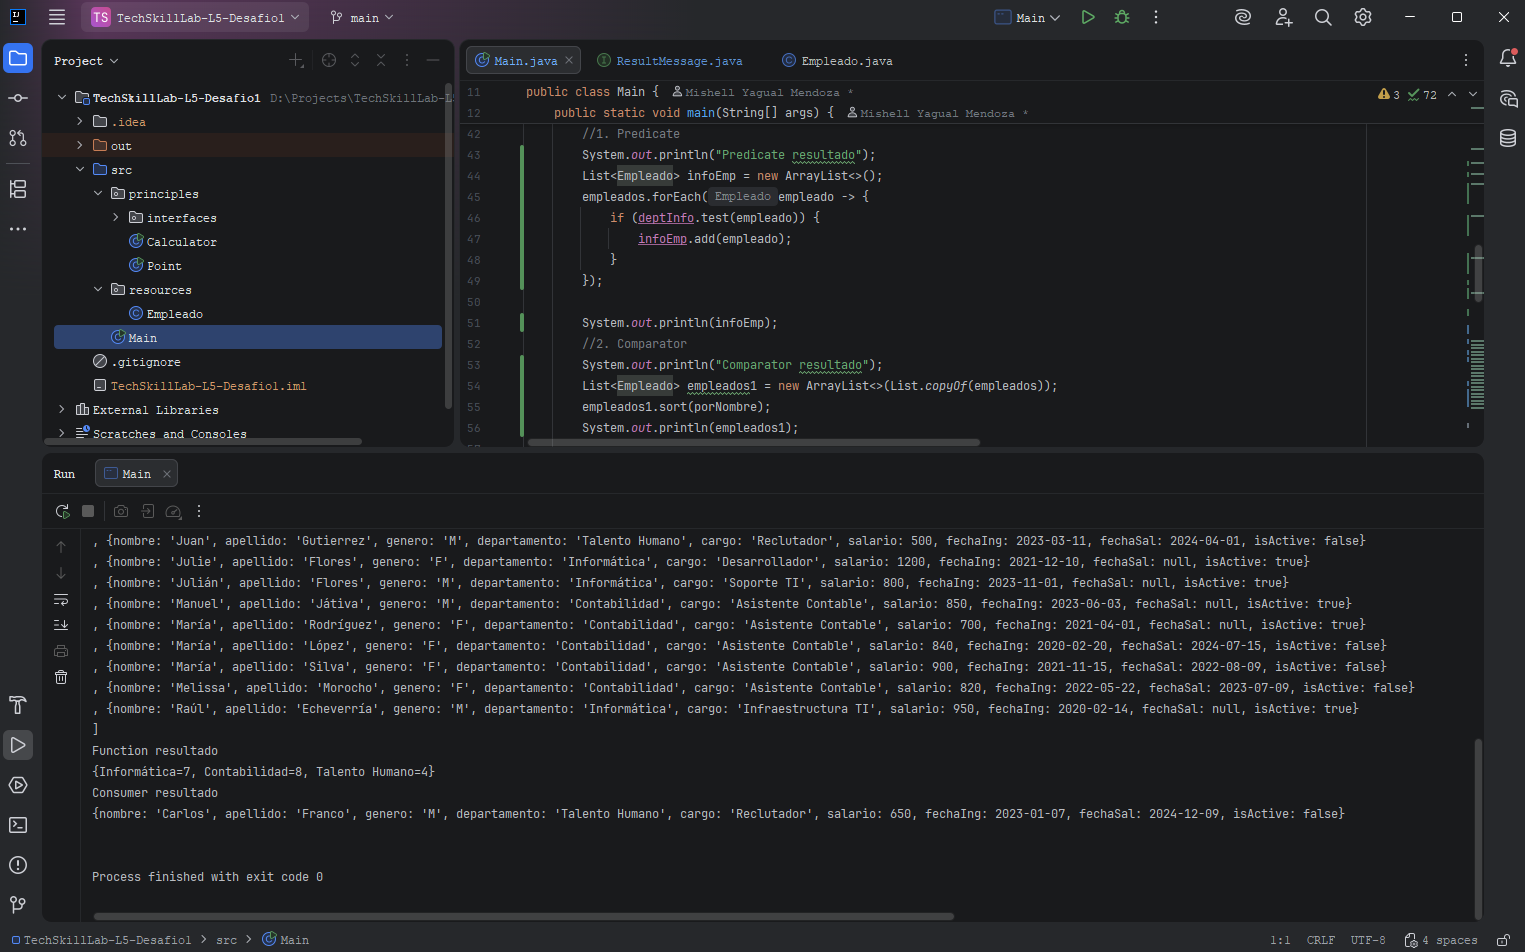 TS TechSkillLab-L5-Desafio1 main Main
Project
TechSkillLab-L5-Desafio1 D:\Projects\TechSkillLab-L
.idea
out
src
principles
interfaces
Calculator
Point
resources
Empleado
Main
.gitignore
TechSkillLab-L5-Desafio1.iml
External Libraries
Scratches and Consoles
Main.java ResultMessage.java Empleado.java
11 public class Main { Mishell Yagual Mendoza *
3 72
12 public static void main(String[] args) { Mishell Yagual Mendoza *
42 //1. Predicate
43 System.out.println("Predicate resultado");
44 List<Empleado> infoEmp = new ArrayList<>();
45 empleados.forEach( Empleado empleado -> {
46 if (deptInfo.test(empleado)) {
47 infoEmp.add(empleado);
48 }
49 });
50
51 System.out.println(infoEmp);
52 //2. Comparator
53 System.out.println("Comparator resultado");
54 List<Empleado> empleados1 = new ArrayList<>(List.copyOf(empleados));
55 empleados1.sort(porNombre);
56 System.out.println(empleados1);
Run Main
, {nombre: 'Juan', apellido: 'Gutierrez', genero: 'M', departamento: 'Talento Humano', cargo: 'Reclutador', salario: 500, fechaIng: 2023-03-11, fechaSal: 2024-04-01, isActive: false}
, {nombre: 'Julie', apellido: 'Flores', genero: 'F', departamento: 'Informática', cargo: 'Desarrollador', salario: 1200, fechaIng: 2021-12-10, fechaSal: null, isActive: true}
, {nombre: 'Julián', apellido: 'Flores', genero: 'M', departamento: 'Informática', cargo: 'Soporte TI', salario: 800, fechaIng: 2023-11-01, fechaSal: null, isActive: true}
, {nombre: 'Manuel', apellido: 'Játiva', genero: 'M', departamento: 'Contabilidad', cargo: 'Asistente Contable', salario: 850, fechaIng: 2023-06-03, fechaSal: null, isActive: true}
, {nombre: 'María', apellido: 'Rodríguez', genero: 'F', departamento: 'Contabilidad', cargo: 'Asistente Contable', salario: 700, fechaIng: 2021-04-01, fechaSal: null, isActive: true}
, {nombre: 'María', apellido: 'López', genero: 'F', departamento: 'Contabilidad', cargo: 'Asistente Contable', salario: 840, fechaIng: 2020-02-20, fechaSal: 2024-07-15, isActive: false}
, {nombre: 'María', apellido: 'Silva', genero: 'F', departamento: 'Contabilidad', cargo: 'Asistente Contable', salario: 900, fechaIng: 2021-11-15, fechaSal: 2022-08-09, isActive: false}
, {nombre: 'Melissa', apellido: 'Morocho', genero: 'F', departamento: 'Contabilidad', cargo: 'Asistente Contable', salario: 820, fechaIng: 2022-05-22, fechaSal: 2023-07-09, isActive: false}
, {nombre: 'Raúl', apellido: 'Echeverría', genero: 'M', departamento: 'Informática', cargo: 'Infraestructura TI', salario: 950, fechaIng: 2020-02-14, fechaSal: null, isActive: true}
]
Function resultado
{Informática=7, Contabilidad=8, Talento Humano=4}
Consumer resultado
{nombre: 'Carlos', apellido: 'Franco', genero: 'M', departamento: 'Talento Humano', cargo: 'Reclutador', salario: 650, fechaIng: 2023-01-07, fechaSal: 2024-12-09, isActive: false}
Process finished with exit code 0
TechSkillLab-L5-Desafio1 > src > Main 1:1 CRLF UTF-8 4 spaces